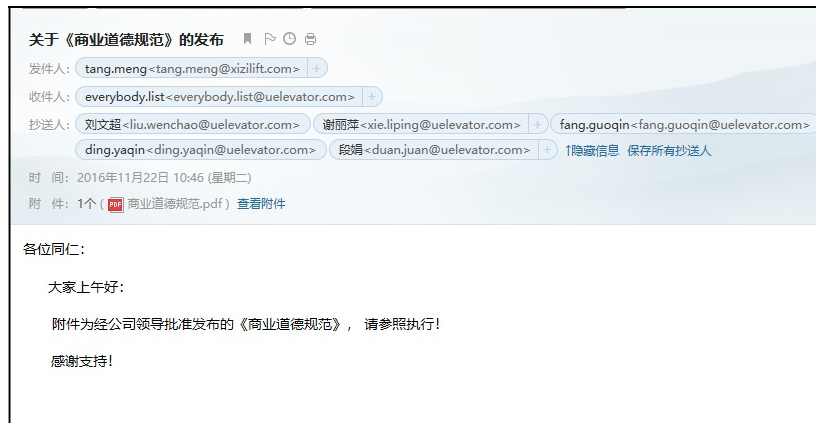 关于《商业道德规范》的发布
发件人： tang.meng<tang.meng@xizilift.com> +
收件人： everybody.list<everybody.list@uelevator.com> +
抄送人： 刘文超<liu.wenchao@uelevator.com> 谢丽萍<xie.liping@uelevator.com> + fang.guoqin<fang.guoqin@uelevator.com>
ding.yaqin<ding.yaqin@uelevator.com> 段娟<duan.juan@uelevator.com> + ↑隐藏信息 保存所有抄送人
时 间： 2016年11月22日 10:46 (星期二)
附 件： 1个 ( PDF 商业道德规范.pdf ) 查看附件
各位同仁：
大家上午好：
附件为经公司领导批准发布的《商业道德规范》， 请参照执行！
感谢支持！